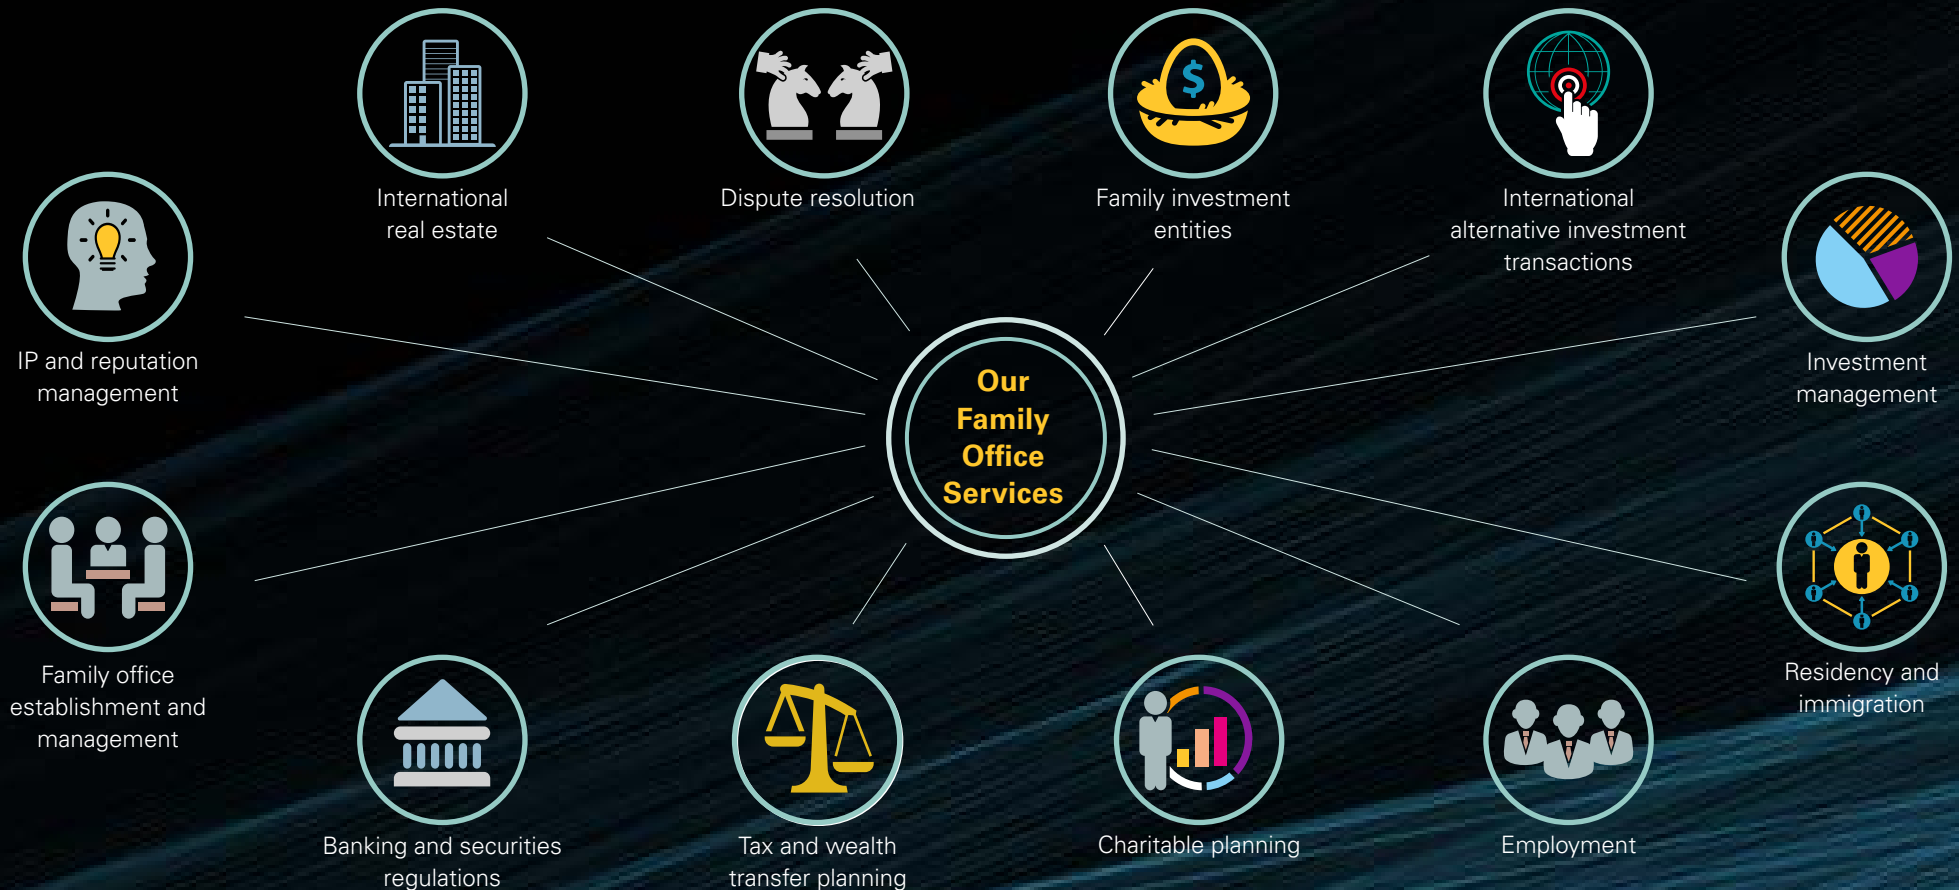 International
real estate
Dispute resolution
Family investment
entities
International
alternative investment
transactions
IP and reputation
management
Investment
management
Our
Family
Office
Services
$
Family office
establishment and
management
Residency and
immigration
Banking and securities
regulations
Tax and wealth
transfer planning
Charitable planning
Employment